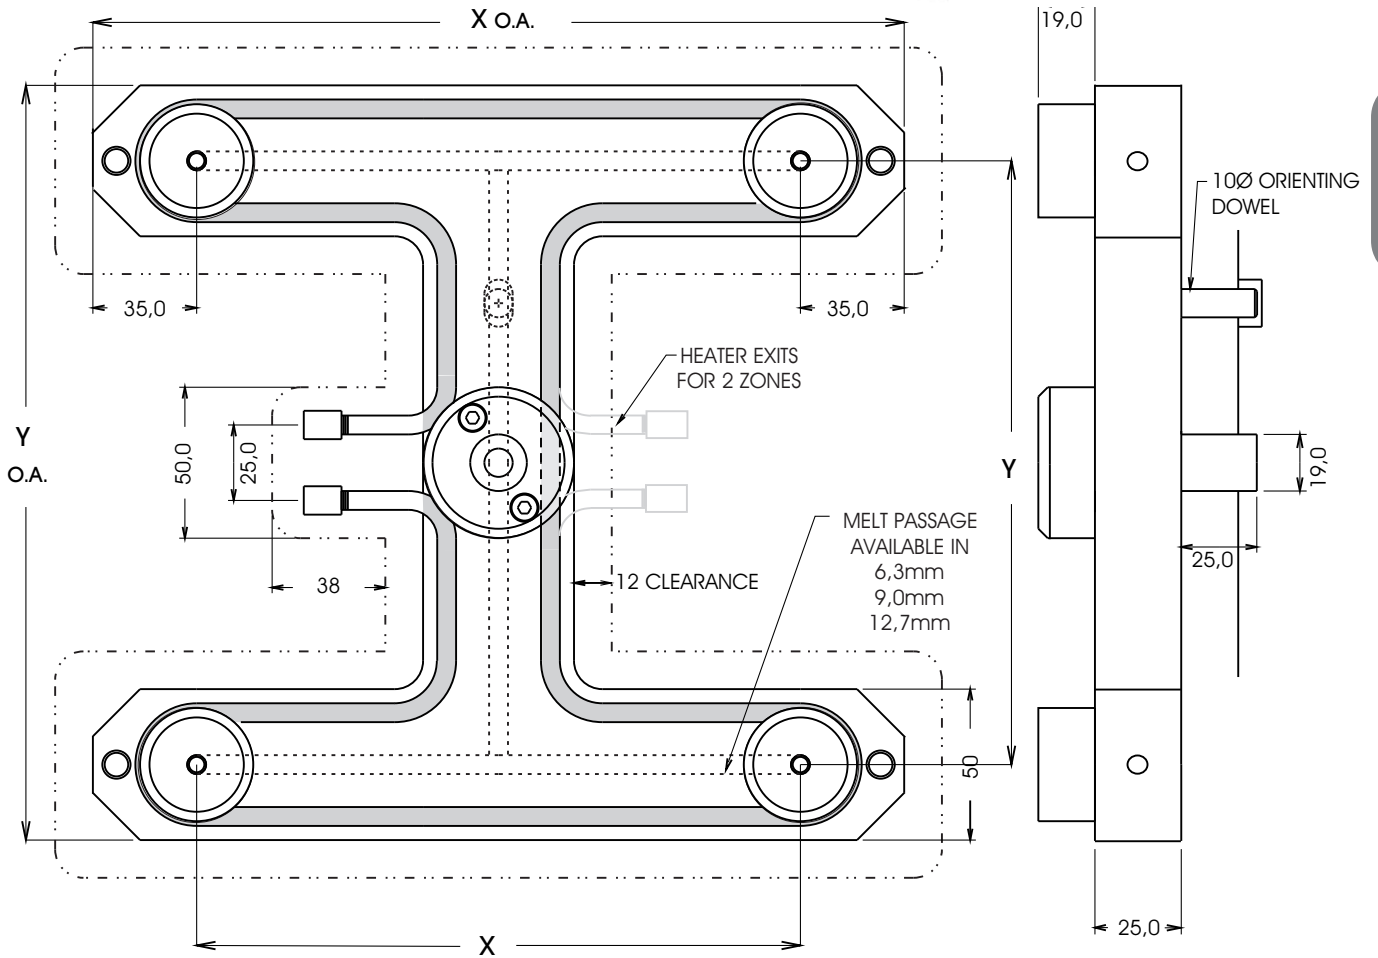 X O.A.
19,0
10Ø ORIENTING
DOWEL
35,0
35,0
HEATER EXITS
FOR 2 ZONES
Y
O.A.
50,0
25,0
Y
19,0
MELT PASSAGE
AVAILABLE IN
6,3mm
9,0mm
12,7mm
25,0
38
12 CLEARANCE
50
25,0
X